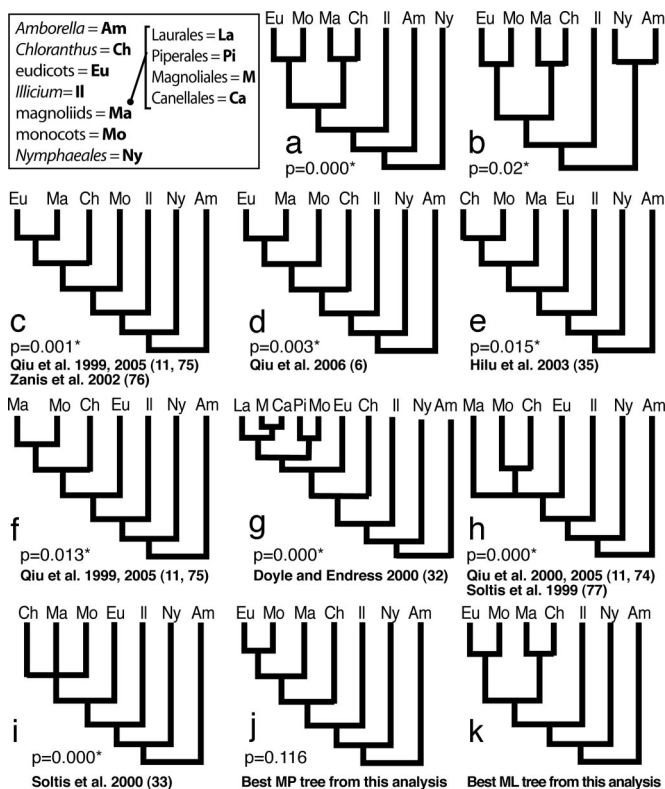 Amborella = Am
Chloranthus = Ch
eudicots = Eu
Illicium= Il
magnoliids = Ma
monocots = Mo
Nymphaeales = Ny
Laurales = La
Piperales = Pi
Magnoliales = M
Canellales = Ca
Eu Mo Ma Ch Il Am Ny
a
p=0.000*
Eu Mo Ma Ch Il Ny Am
b
p=0.02*
Eu Ma Ch Mo Il Ny Am
c
p=0.001*
Qiu et al. 1999, 2005 (11, 75)
Zanis et al. 2002 (76)
Eu Ma Mo Ch Il Ny Am
d
p=0.003*
Qiu et al. 2006 (6)
Ch Mo Ma Eu Il Ny Am
e
p=0.015*
Hilu et al. 2003 (35)
Ma Mo Ch Eu Il Ny Am
f
p=0.013*
Qiu et al. 1999, 2005 (11, 75)
La M Ca Pi Mo Eu Ch Il Ny Am
g
p=0.000*
Doyle and Endress 2000 (32)
Ma Mo Ch Eu Il Ny Am
h
p=0.000*
Qiu et al. 2000, 2005 (11, 74)
Soltis et al. 1999 (77)
Ch Ma Mo Eu Il Ny Am
i
p=0.000*
Soltis et al. 2000 (33)
Eu Mo Ma Ch Il Ny Am
j
p=0.116
Best MP tree from this analysis
Eu Mo Ma Ch Il Ny Am
k
Best ML tree from this analysis